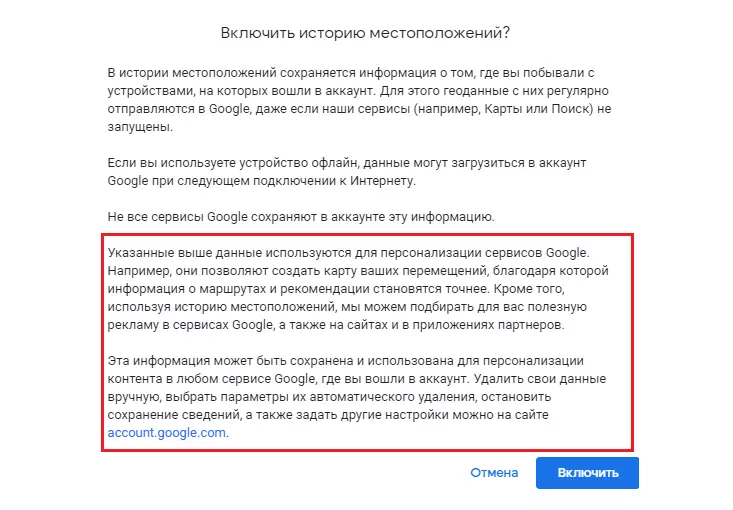 Включить историю местоположений?
В истории местоположений сохраняется информация о том, где вы побывали с
устройствами, на которых вошли в аккаунт. Для этого геоданные с них регулярно
отправляются в Google, даже если наши сервисы (например, Карты или Поиск) не
запущены.
Если вы используете устройство офлайн, данные могут загрузиться в аккаунт
Google при следующем подключении к Интернету.
Не все сервисы Google сохраняют в аккаунте эту информацию.
Указанные выше данные используются для персонализации сервисов Google.
Например, они позволяют создать карту ваших перемещений, благодаря которой
информация о маршрутах и рекомендации становятся точнее. Кроме того,
используя историю местоположений, мы можем подбирать для вас полезную
рекламу в сервисах Google, а также на сайтах и в приложениях партнеров.
Эта информация может быть сохранена и использована для персонализации
контента в любом сервисе Google, где вы вошли в аккаунт. Удалить свои данные
вручную, выбрать параметры их автоматического удаления, остановить
сохранение сведений, а также задать другие настройки можно на сайте
account.google.com.
Отмена Включить